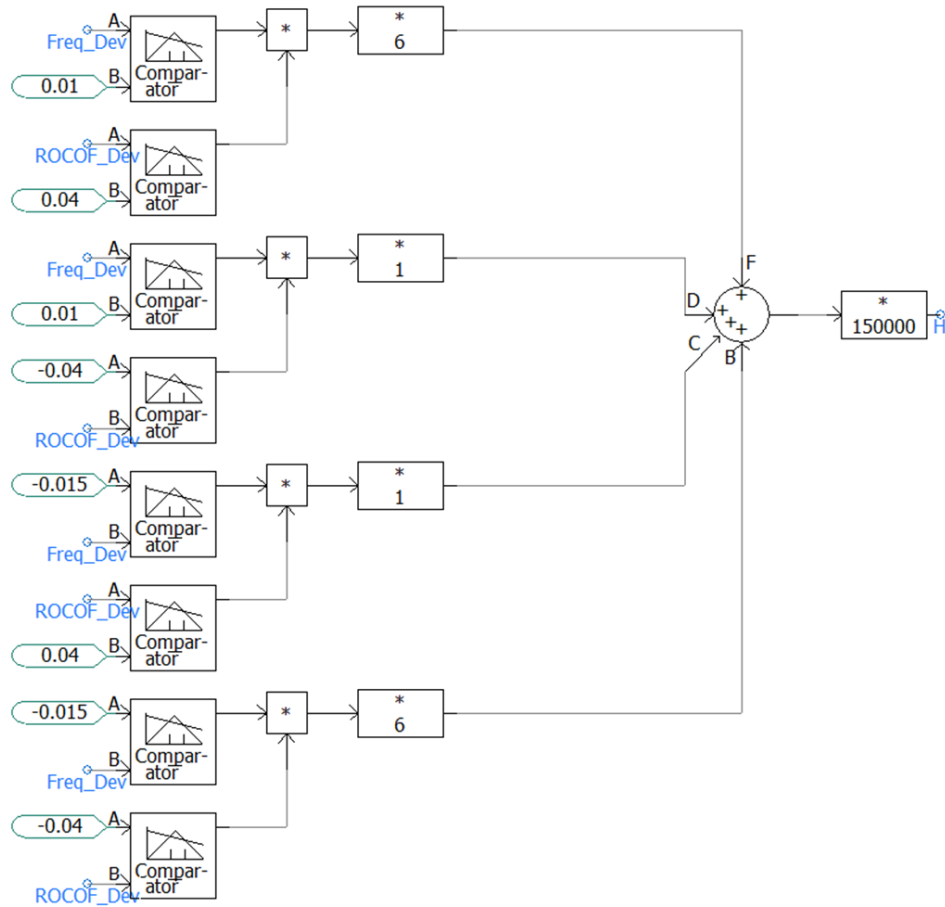 A
Freq_Dev
B
0.01
Compar-
ator
*
*
6
A
ROCOF_Dev
B
0.04
Compar-
ator
A
Freq_Dev
B
0.01
Compar-
ator
*
*
1
A
-0.04
B
ROCOF_Dev
Compar-
ator
A
-0.015
B
Freq_Dev
Compar-
ator
*
*
1
A
ROCOF_Dev
B
0.04
Compar-
ator
A
-0.015
B
Freq_Dev
Compar-
ator
*
*
6
A
-0.04
B
ROCOF_Dev
Compar-
ator
F
+
D
+
+
C
+
B
*
150000
H